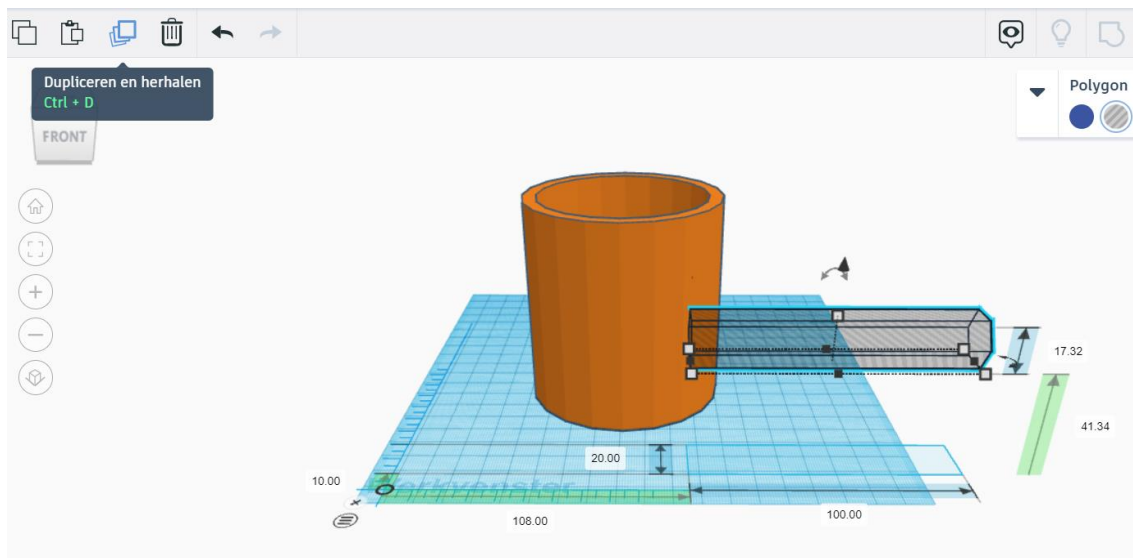 Dupliceren en herhalen
Ctrl + D
Polygon
FRONT
17.32
41.34
20.00
10.00
108.00
100.00